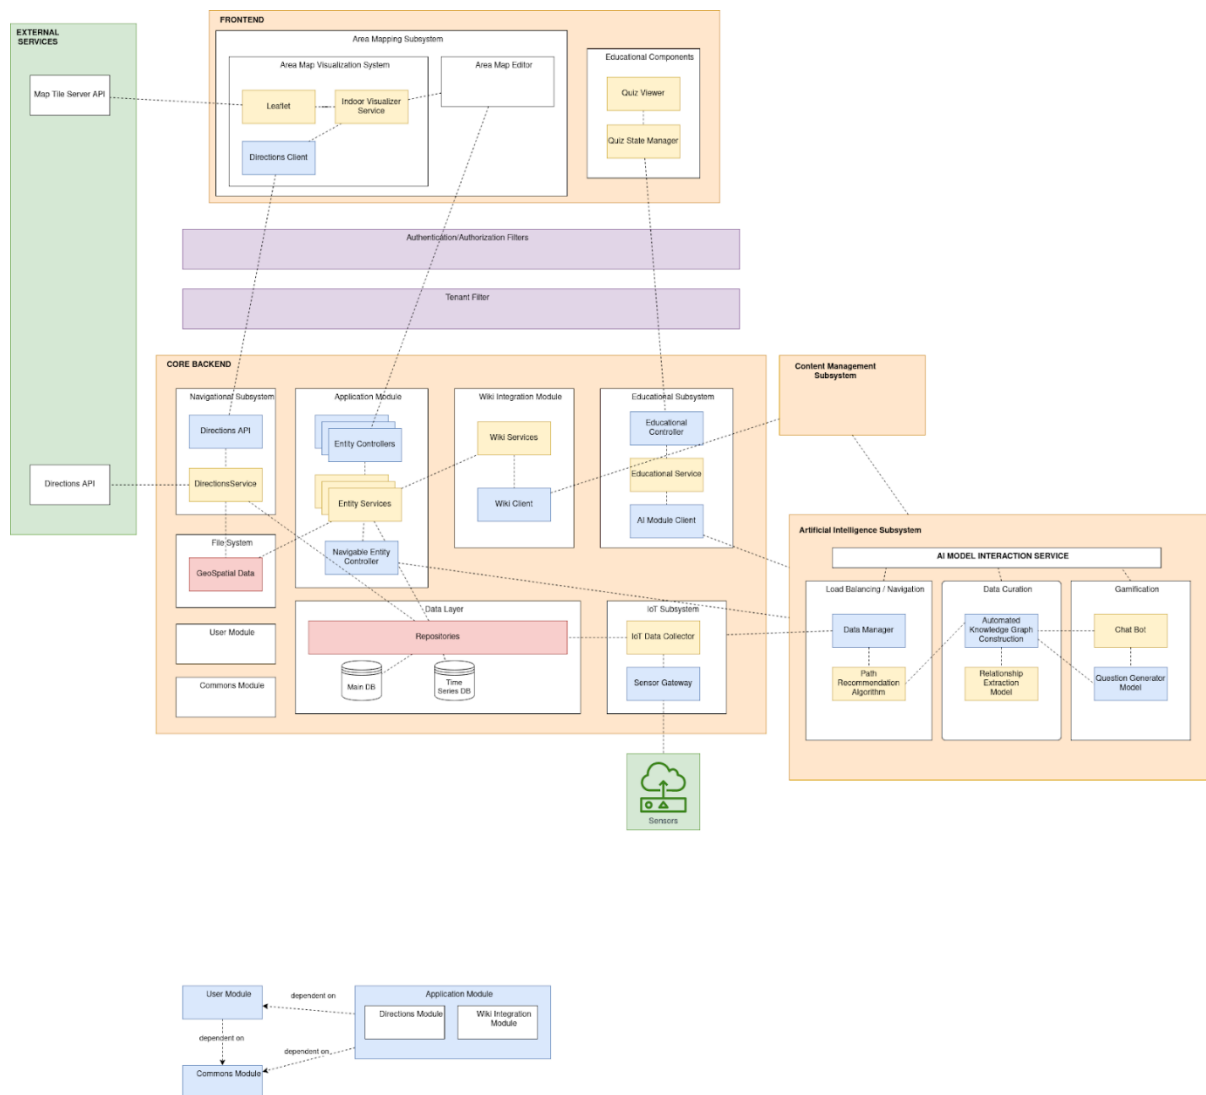 EXTERNAL
SERVICES
Map Tile Server API
Directions API
FRONTEND
Area Mapping Subsystem
Area Map Visualization System
Leaflet
Indoor Visualizer
Service
Directions Client
Area Map Editor
Educational Components
Quiz Viewer
Quiz State Manager
Authentication/Authorization Filters
Tenant Filter
CORE BACKEND
Navigational Subsystem
Directions API
DirectionsService
File System
GeoSpatial Data
User Module
Commons Module
Application Module
Entity Controllers
Entity Services
Navigable Entity
Controller
Wiki Integration Module
Wiki Services
Wiki Client
Educational Subsystem
Educational
Controller
Educational Service
AI Module Client
Data Layer
Repositories
Main DB
Time
Series DB
IoT Subsystem
IoT Data Collector
Sensor Gateway
Sensors
Content Management
Subsystem
Artificial Intelligence Subsystem
AI MODEL INTERACTION SERVICE
Load Balancing / Navigation
Data Manager
Path
Recommendation
Algorithm
Data Curation
Automated
Knowledge Graph
Construction
Relationship
Extraction
Model
Gamification
Chat Bot
Question Generator
Model
User Module
dependent on
Application Module
Directions Module
Wiki Integration
Module
dependent on
dependent on
Commons Module